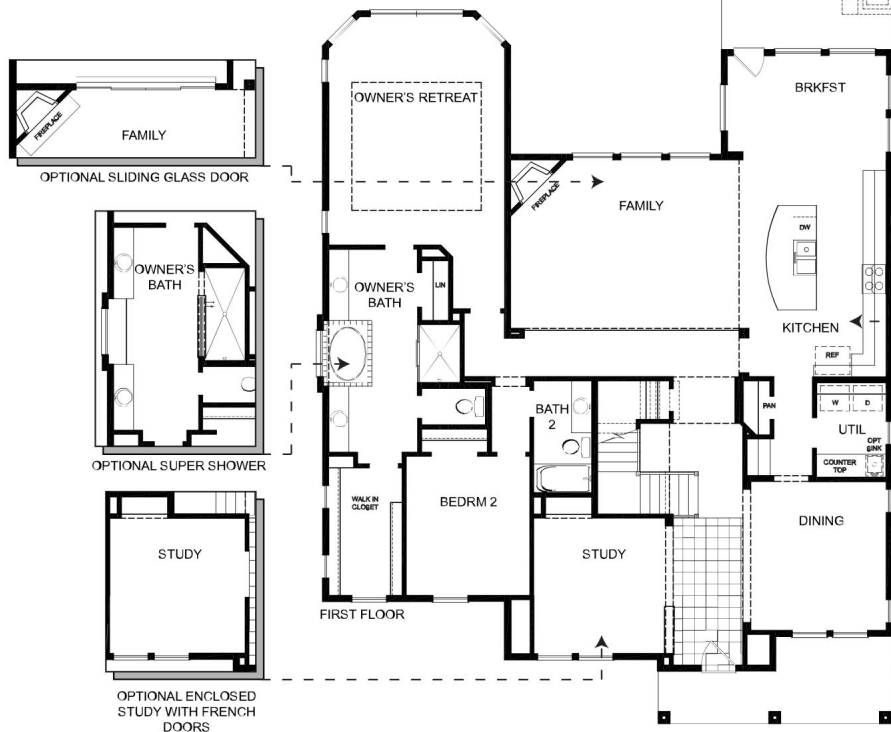 FAMILY
FIREPLACE
OPTIONAL SLIDING GLASS DOOR
OWNER'S
BATH
OPTIONAL SUPER SHOWER
STUDY
OPTIONAL ENCLOSED
STUDY WITH FRENCH
DOORS
OWNER'S RETREAT
BRKFST
FAMILY
FIREPLACE
DW
OWNER'S
BATH
LIN
KITCHEN
REF
BATH
2
PAN
W
D
UTIL
OPT
SINK
COUNTER
TOP
WALK IN
CLOSET
BEDRM 2
STUDY
DINING
FIRST FLOOR